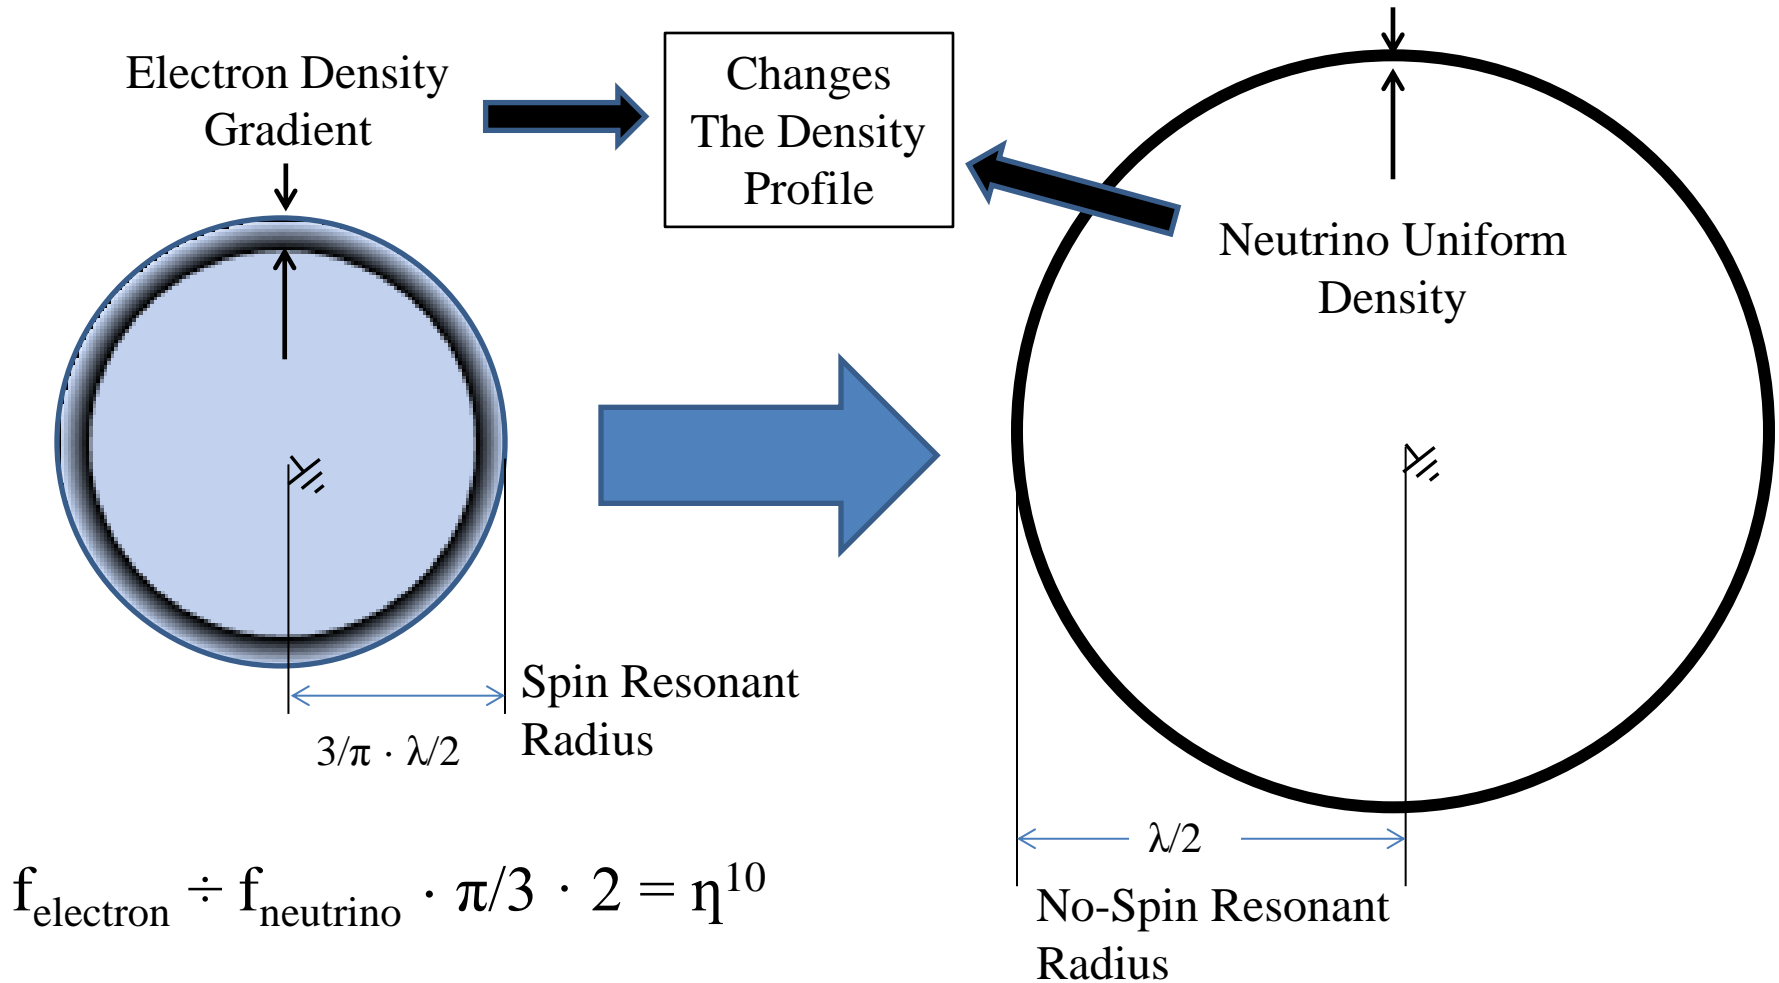 Electron Density
Gradient
Changes
The Density
Profile
Neutrino Uniform
Density
Spin Resonant
Radius
3/π · λ/2
λ/2
f_electron ÷ f_neutrino · π/3 · 2 = η^10
No-Spin Resonant
Radius